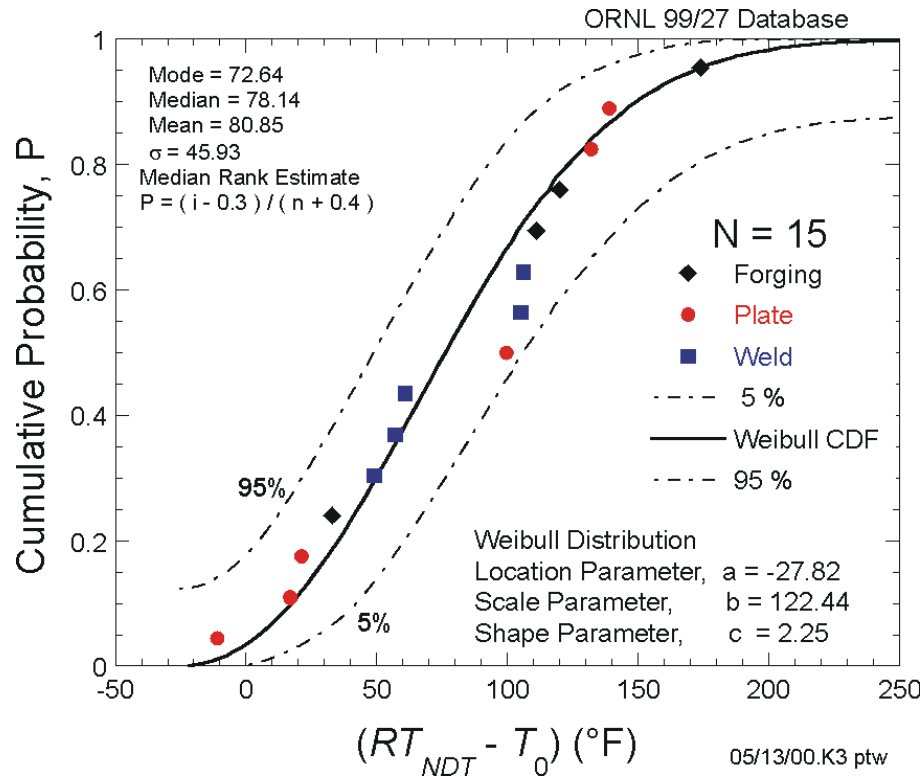 ORNL 99/27 Database
Mode = 72.64
Median = 78.14
Mean = 80.85
σ = 45.93
Median Rank Estimate
P = ( i - 0.3 ) / ( n + 0.4 )
N = 15
Forging
Plate
Weld
5 %
Weibull CDF
95 %
95%
5%
Weibull Distribution
Location Parameter, a = -27.82
Scale Parameter, b = 122.44
Shape Parameter, c = 2.25
Cumulative Probability, P
1
0.8
0.6
0.4
0.2
0
-50 0 50 100 150 200 250
(RT_NDT - T_0) (°F)
05/13/00.K3 ptw